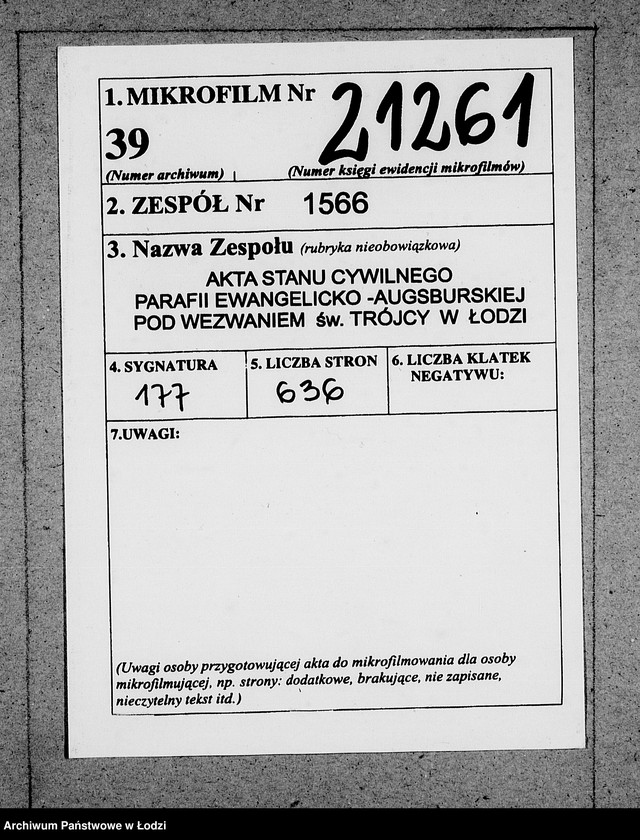 1. MIKROFILM Nr 21261
39
(Numer archiwum) (Numer księgi ewidencji mikrofilmów)
2. ZESPÓŁ Nr 1566
3. Nazwa Zespołu (rubryka nieobowiązkowa)
AKTA STANU CYWILNEGO
PARAFII EWANGELICKO -AUGSBURSKIEJ
POD WEZWANIEM św. TRÓJCY W ŁODZI
4. SYGNATURA 5. LICZBA STRON 6. LICZBA KLATEK
NEGATYWU:
177 636
7.UWAGI:
(Uwagi osoby przygotowującej akta do mikrofilmowania dla osoby
mikrofilmującej, np. strony: dodatkowe, brakujące, nie zapisane,
nieczytelny tekst itd.)
Archiwum Państwowe w Łodzi